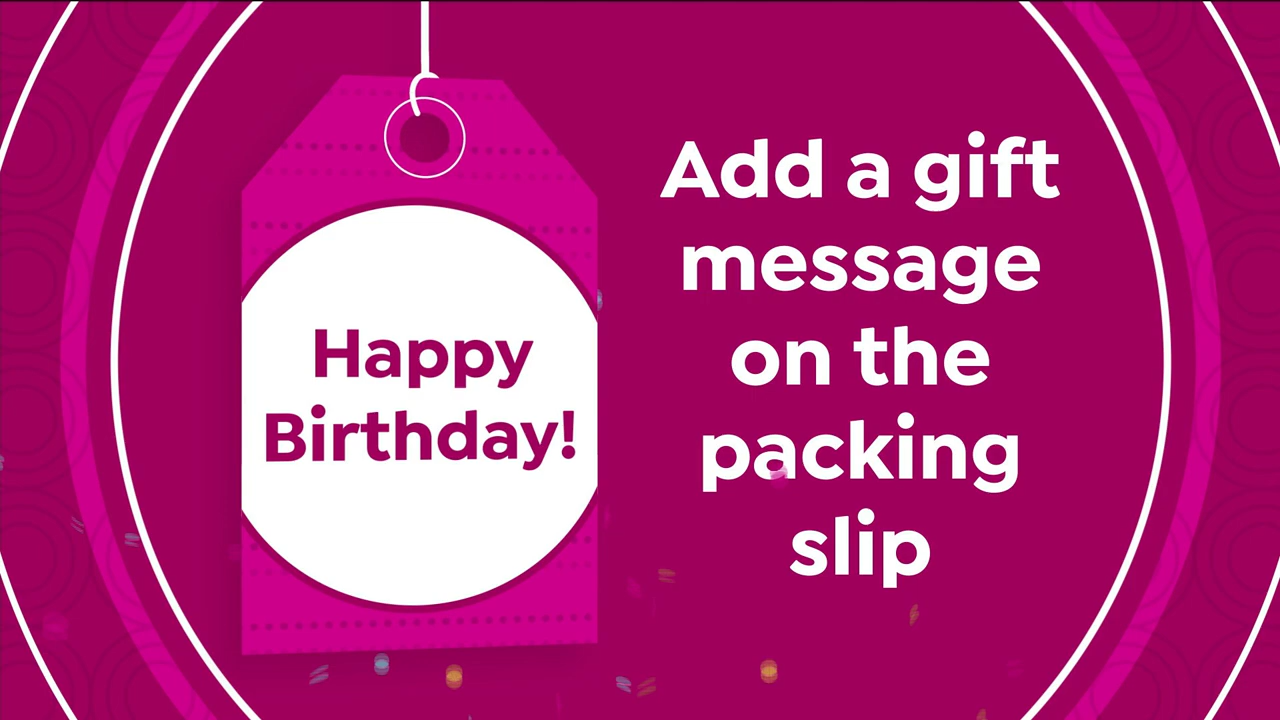 Happy
Birthday!
Add a gift
message
on the
packing
slip